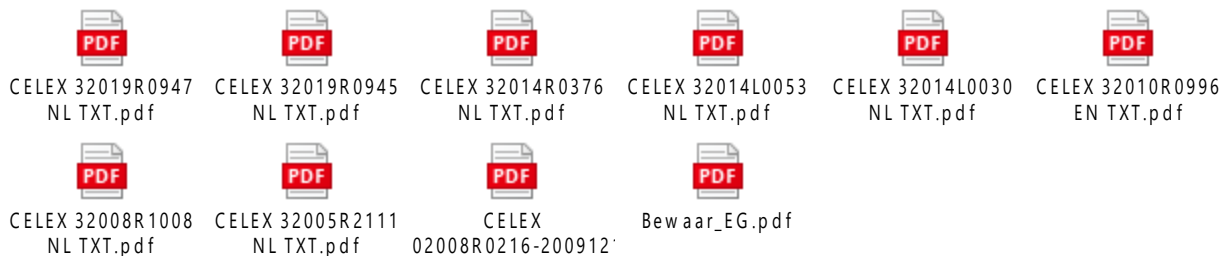 PDF PDF PDF PDF PDF PDF
CELEX 32019R0947 CELEX 32019R0945 CELEX 32014R0376 CELEX 32014L0053 CELEX 32014L0030 CELEX 32010R0996
NL TXT.pdf NL TXT.pdf NL TXT.pdf NL TXT.pdf NL TXT.pdf EN TXT.pdf
PDF PDF PDF PDF
CELEX 32008R1008 CELEX 32005R2111 CELEX Bewaar_EG.pdf
NL TXT.pdf NL TXT.pdf 02008R0216-2009121